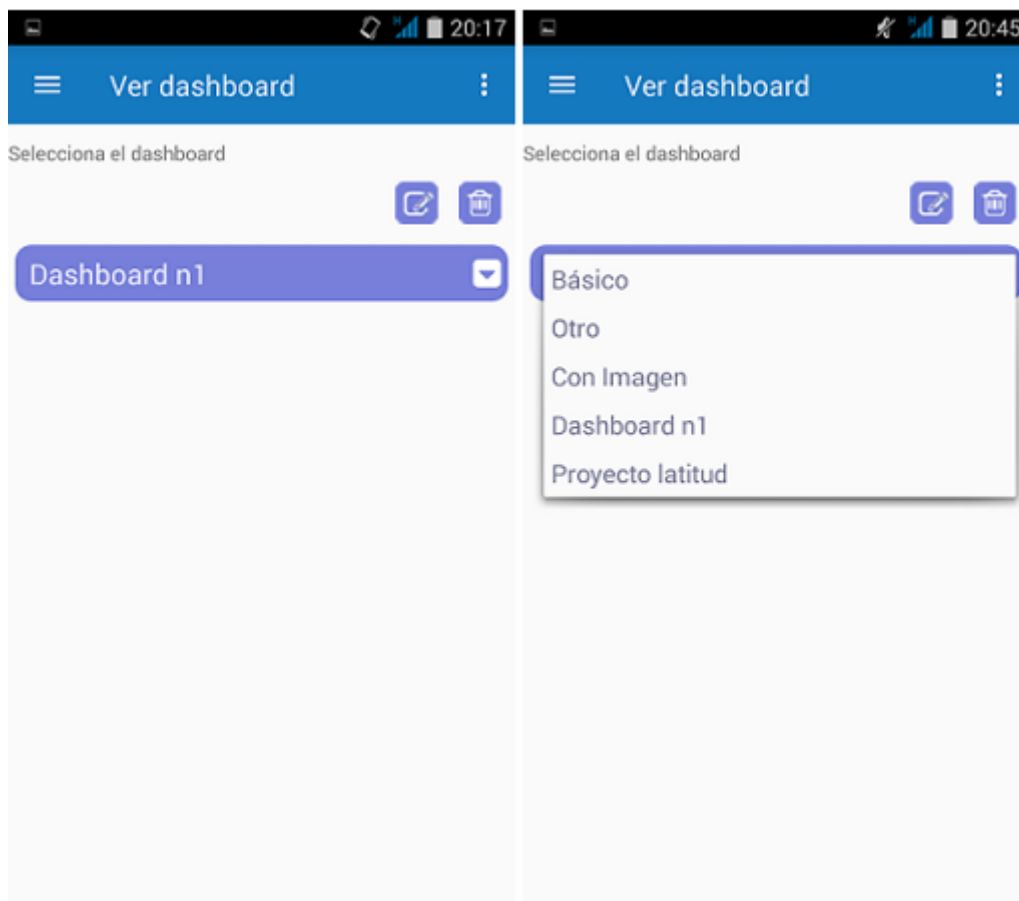 20:17
Ver dashboard
Selecciona el dashboard
Dashboard n1
20:45
Ver dashboard
Selecciona el dashboard
Básico
Otro
Con Imagen
Dashboard n1
Proyecto latitud